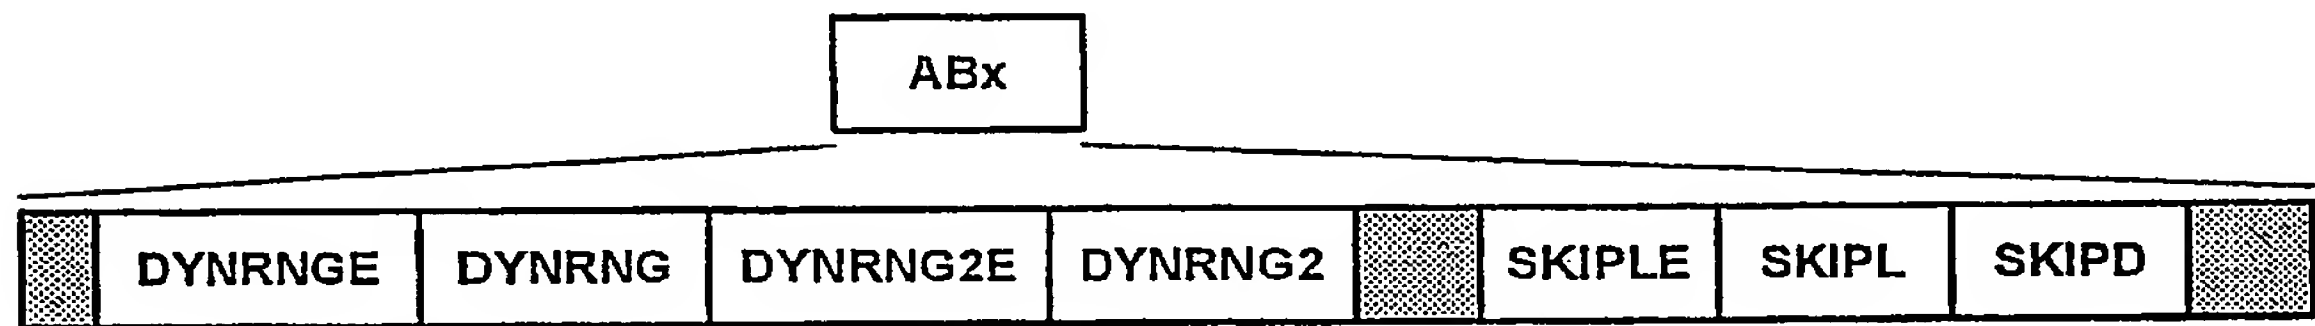 ABx
DYNRNGE DYNRNG DYNRNG2E DYNRNG2 SKIPLE SKIPL SKIPD